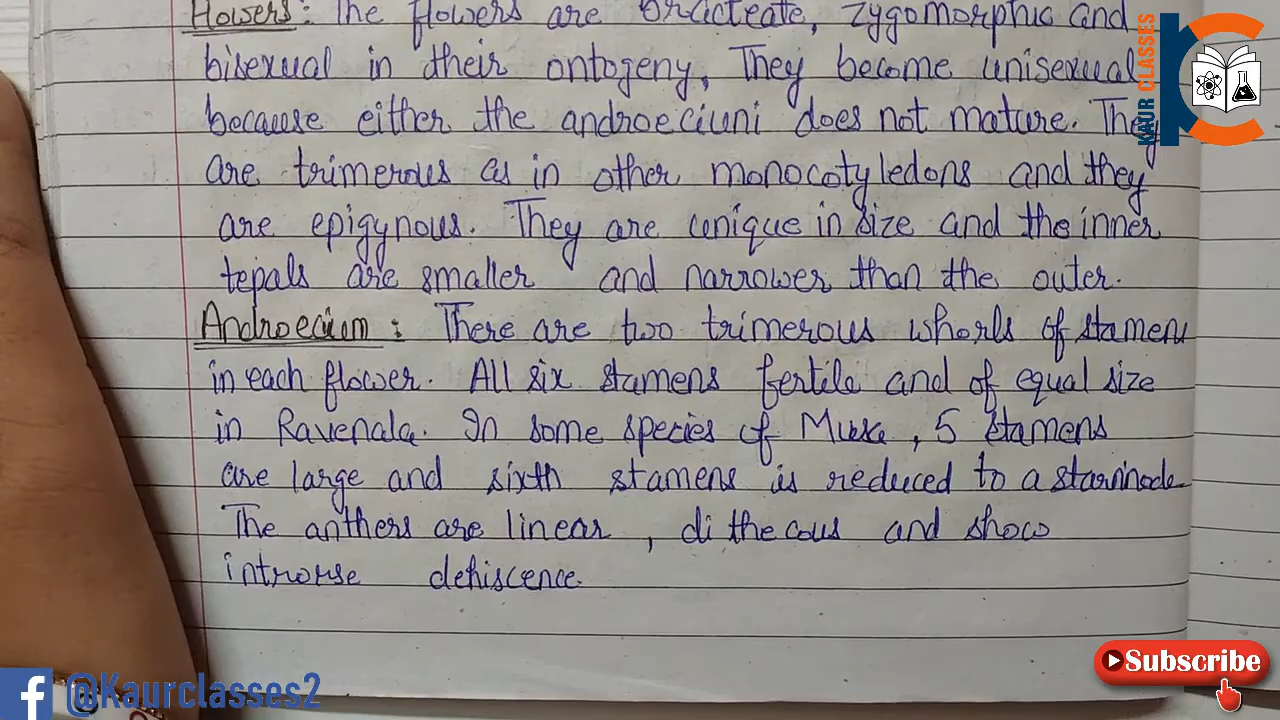 Flowers: The flowers are bracteate, zygomorphic and
bisexual in their ontogeny, They become unisexual
because either the androeciuni does not mature. They
are trimerous as in other monocotyledons and they
are epigynous. They are unique in size and the inner
tepals are smaller and narrower than the outer.
Androecium: There are two trimerous whorls of stamens
in each flower. All six stamens fertile and of equal size
in Ravenala. In some species of Musa, 5 stamens
are large and sixth stamens is reduced to a staminode
The anthers are linear, di thecous and show
introrse dehiscence.
KAUR CLASSES
Subscribe
f @Kaurclasses2